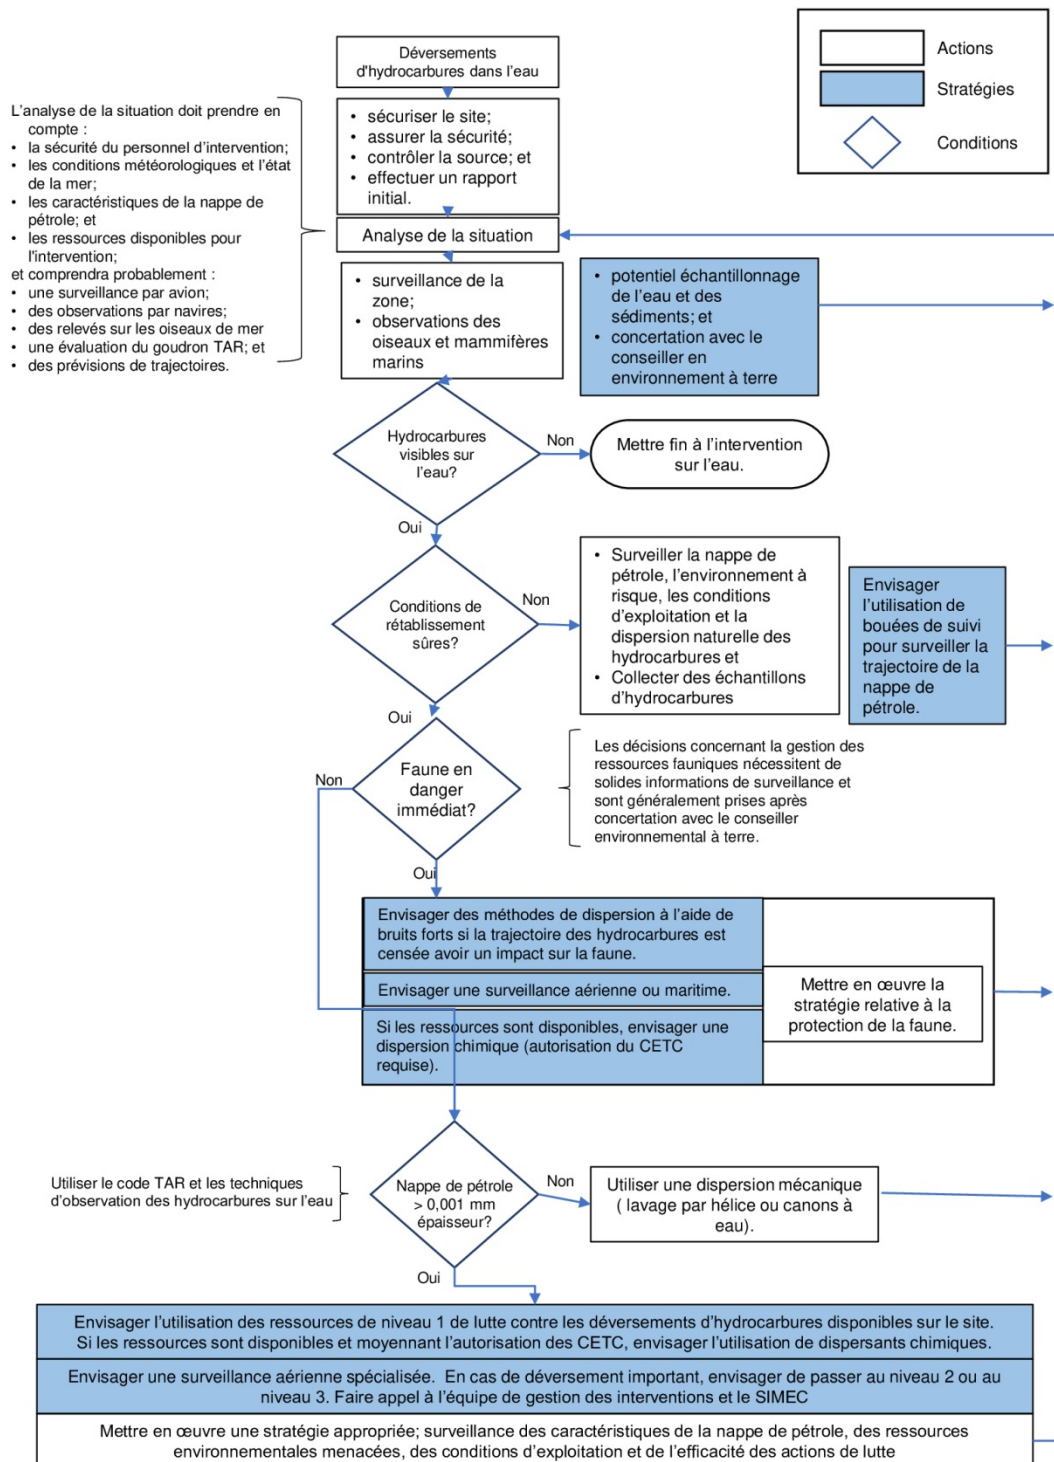 Déversements
d'hydrocarbures dans l'eau
Actions
Stratégies
Conditions
L'analyse de la situation doit prendre en
compte :
• la sécurité du personnel d'intervention;
• les conditions météorologiques et l'état
de la mer;
• les caractéristiques de la nappe de
pétrole; et
• les ressources disponibles pour
l'intervention;
et comprendra probablement :
• une surveillance par avion;
• des observations par navires;
• des relevés sur les oiseaux de mer
• une évaluation du goudron TAR; et
• des prévisions de trajectoires.
• sécuriser le site;
• assurer la sécurité;
• contrôler la source; et
• effectuer un rapport
initial.
Analyse de la situation
• surveillance de la
zone;
• observations des
oiseaux et mammifères
marins
• potentiel échantillonnage
de l'eau et des
sédiments; et
• concertation avec le
conseiller en
environnement à terre
Hydrocarbures
visibles sur
l'eau?
Non
Mettre fin à l'intervention
sur l'eau.
Oui
Conditions de
rétablissement
sûres?
Non
• Surveiller la nappe de
pétrole, l'environnement à
risque, les conditions
d'exploitation et la
dispersion naturelle des
hydrocarbures et
• Collecter des échantillons
d'hydrocarbures
Envisager
l'utilisation de
bouées de suivi
pour surveiller la
trajectoire de la
nappe de
pétrole.
Oui
Non
Faune en
danger
immédiat?
Les décisions concernant la gestion des
ressources fauniques nécessitent de
solides informations de surveillance et
sont généralement prises après
concertation avec le conseiller
environnemental à terre.
Oui
Envisager des méthodes de dispersion à l'aide de
bruits forts si la trajectoire des hydrocarbures est
censée avoir un impact sur la faune.
Envisager une surveillance aérienne ou maritime.
Si les ressources sont disponibles, envisager une
dispersion chimique (autorisation du CETC
requise).
Mettre en œuvre la
stratégie relative à la
protection de la faune.
Utiliser le code TAR et les techniques
d'observation des hydrocarbures sur l'eau
Nappe de pétrole
> 0,001 mm
épaisseur?
Non
Utiliser une dispersion mécanique
( lavage par hélice ou canons à
eau).
Oui
Envisager l'utilisation des ressources de niveau 1 de lutte contre les déversements d'hydrocarbures disponibles sur le site.
Si les ressources sont disponibles et moyennant l'autorisation des CETC, envisager l'utilisation de dispersants chimiques.
Envisager une surveillance aérienne spécialisée. En cas de déversement important, envisager de passer au niveau 2 ou au
niveau 3. Faire appel à l'équipe de gestion des interventions et le SIMEC
Mettre en œuvre une stratégie appropriée; surveillance des caractéristiques de la nappe de pétrole, des ressources
environnementales menacées, des conditions d'exploitation et de l'efficacité des actions de lutte